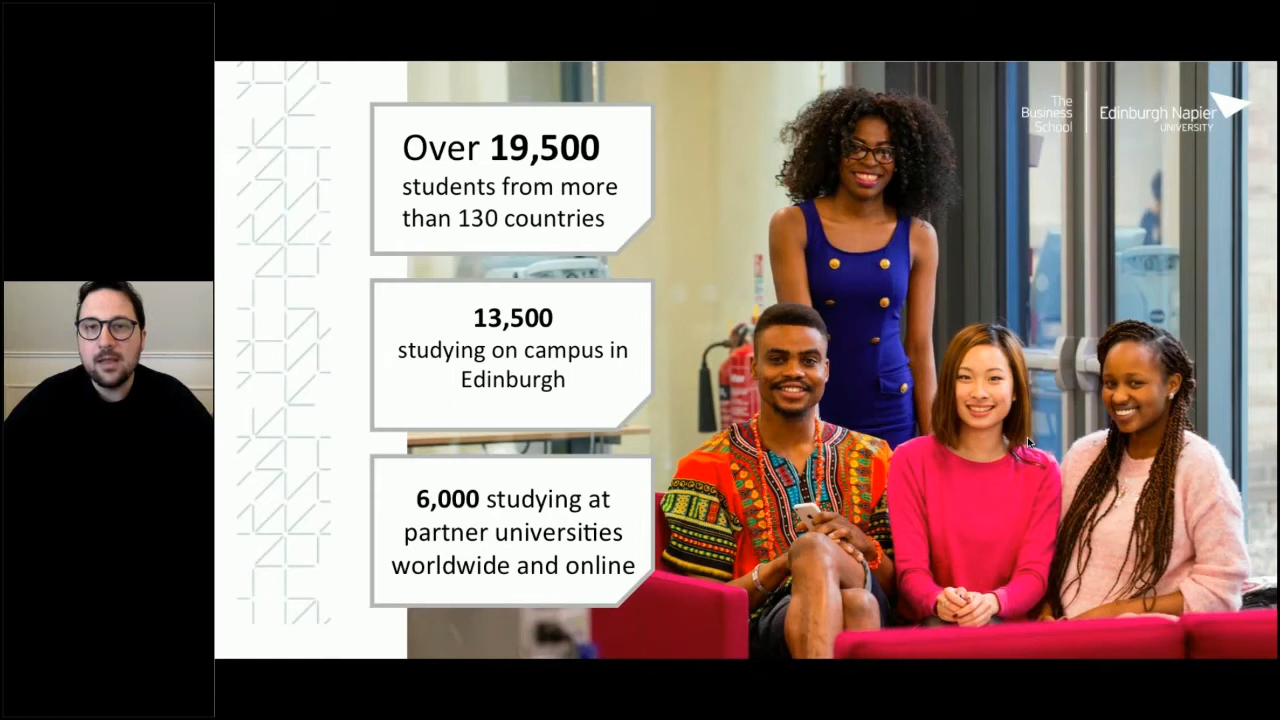 Over 19,500
students from more
than 130 countries
13,500
studying on campus in
Edinburgh
6,000 studying at
partner universities
worldwide and online
The
Business
School
Edinburgh Napier
UNIVERSITY